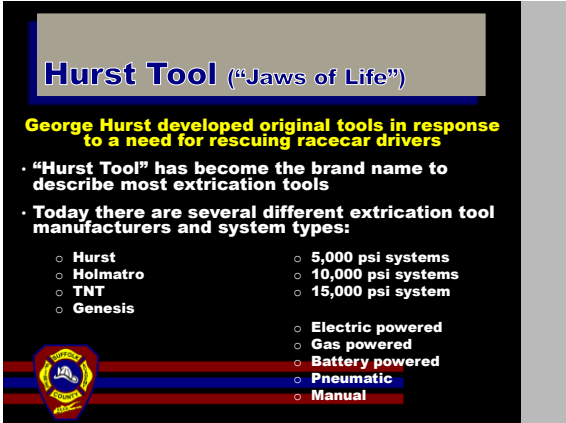 Hurst Tool (“Jaws of Life”)
George Hurst developed original tools in response
to a need for rescuing racecar drivers
• “Hurst Tool” has become the brand name to
describe most extrication tools
• Today there are several different extrication tool
manufacturers and system types:
○ Hurst
○ Holmatro
○ TNT
○ Genesis
○ 5,000 psi systems
○ 10,000 psi systems
○ 15,000 psi system
○ Electric powered
○ Gas powered
○ Battery powered
○ Pneumatic
○ Manual
SUFFOLK
COUNTY